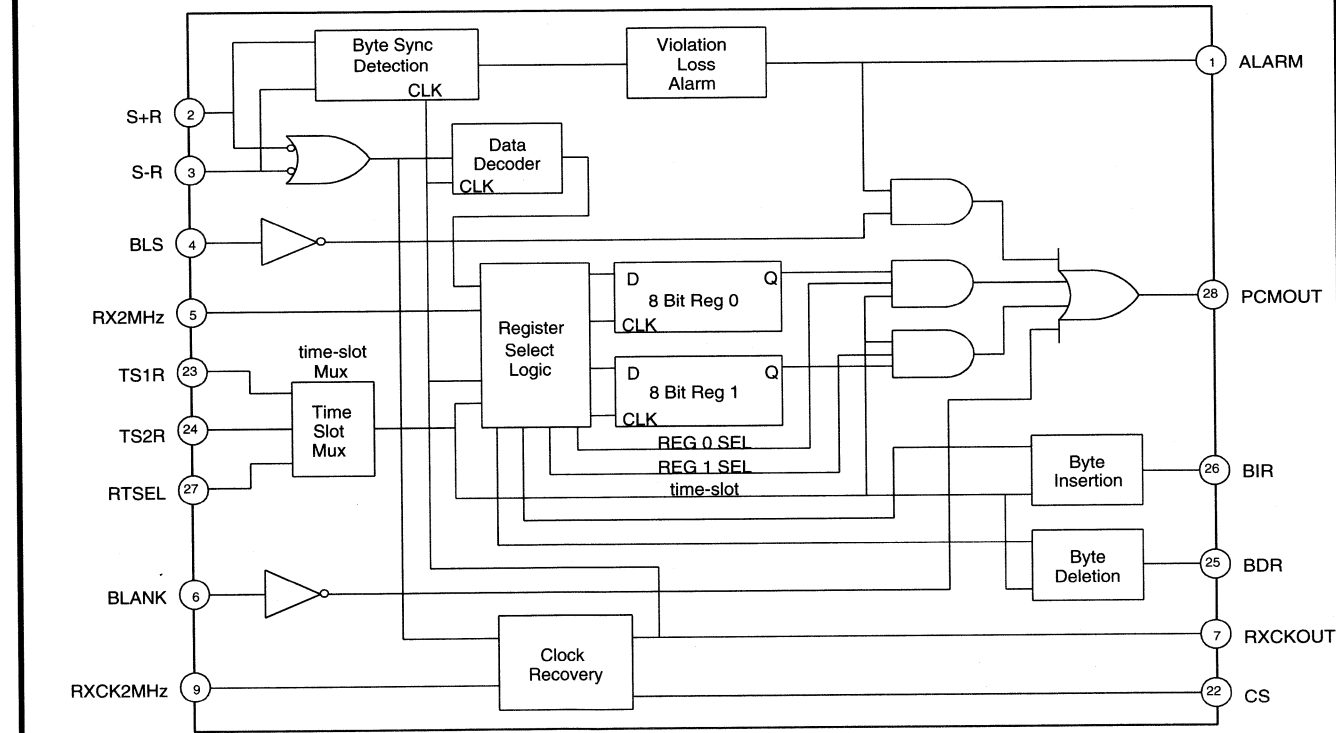 Byte Sync
Detection
CLK
Violation
Loss
Alarm
1
ALARM
S+R
2
S-R
3
Data
Decoder
CLK
BLS
4
RX2MHz
5
D
Q
8 Bit Reg 0
CLK
Register
Select
Logic
28
PCMOUT
time-slot
Mux
TS1R
23
D
Q
8 Bit Reg 1
CLK
Time
Slot
Mux
TS2R
24
REG 0 SEL
REG 1 SEL
time-slot
RTSEL
27
Byte
Insertion
26
BIR
Byte
Deletion
25
BDR
BLANK
6
7
RXCKOUT
Clock
Recovery
RXCK2MHz
9
22
CS